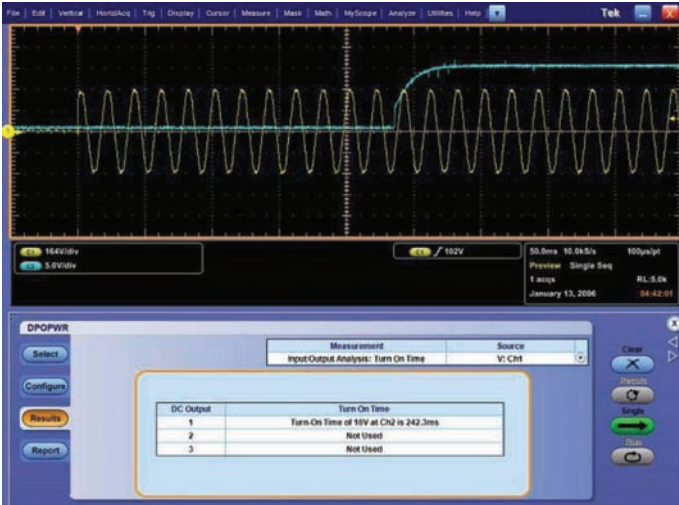 File | Edit | Vertical | Horiz/Acq | Trig | Display | Cursor | Measure | Mask | Math | MyScope | Analyze | Utilities | Help
Tek
C1 164V/div
C2 5.0V/div
C1 / 102V
50.0ms 10.0kS/s 100µs/pt
Preview Single Seq
1 acqs RL:5.0k
January 13, 2006 04:42:01
DPOPWR
Select
Configure
Results
Report
Measurement Source
Input/Output Analysis: Turn On Time V: Ch1
DC Output Turn On Time
1 Turn-On Time of 10V at Ch2 is 242.3ms
2 Not Used
3 Not Used
Clear
Single